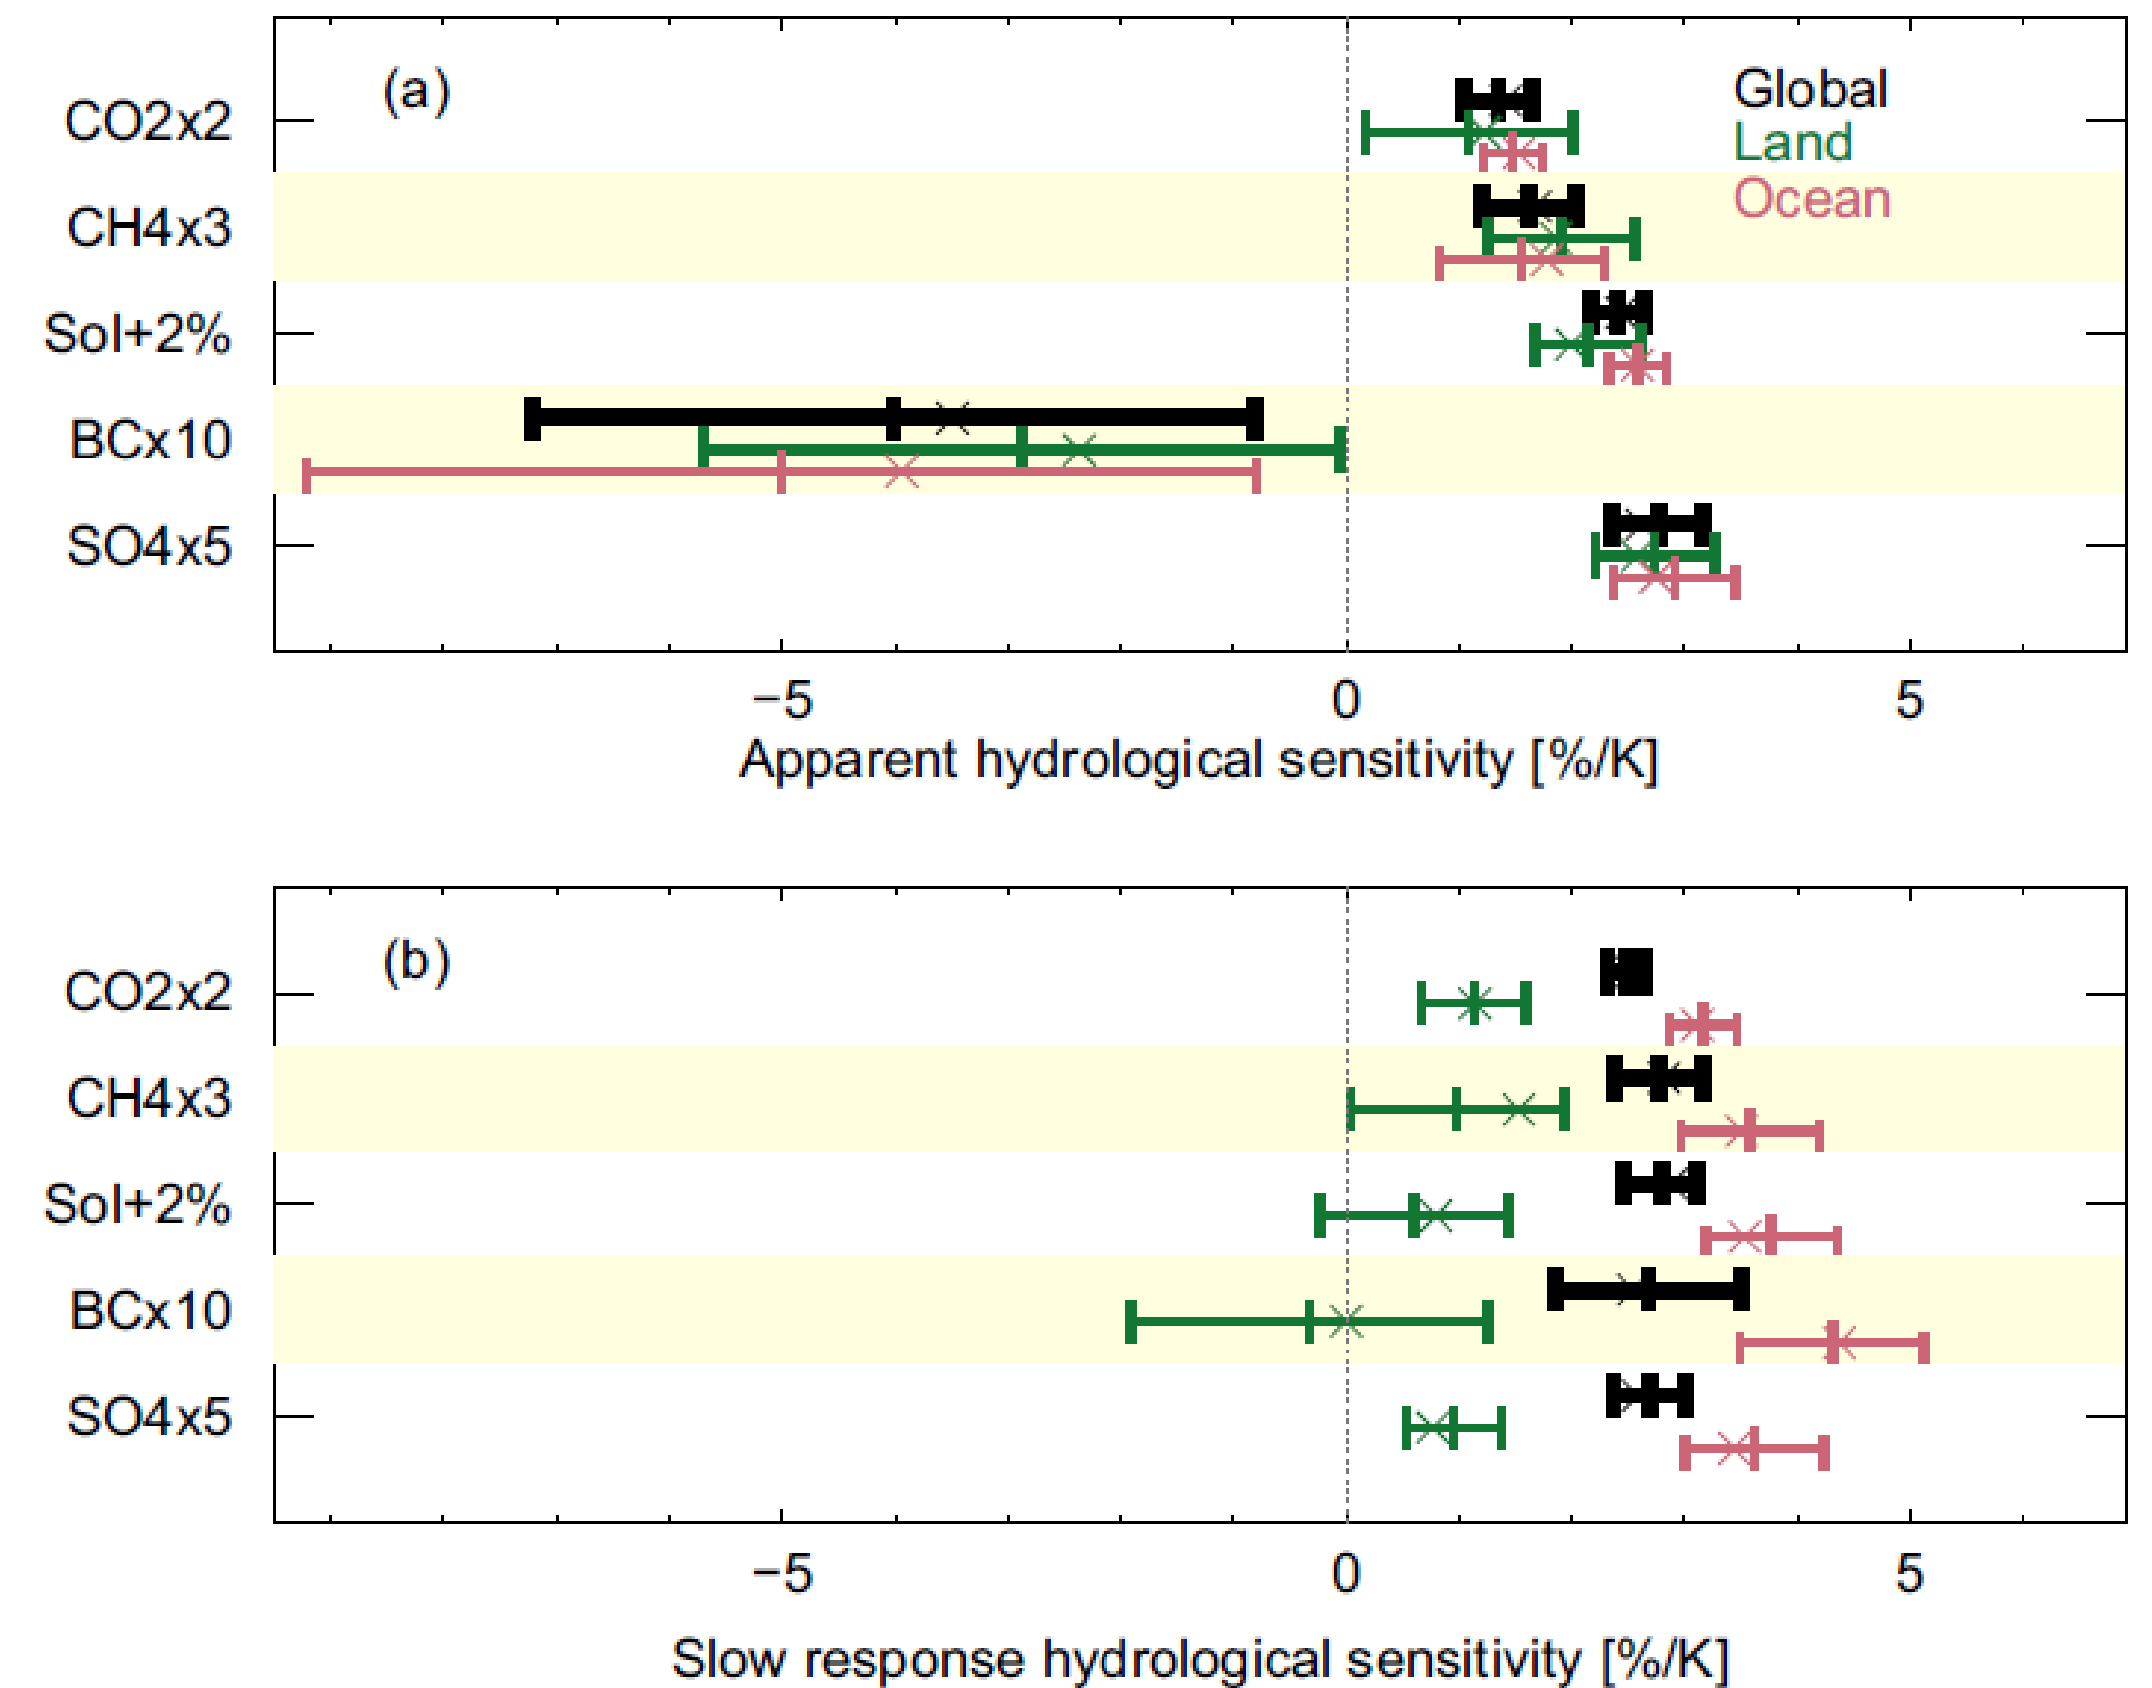 (a)
Global
Land
Ocean
CO2x2
CH4x3
Sol+2%
BCx10
SO4x5
−5 0 5
Apparent hydrological sensitivity [%/K]
(b)
CO2x2
CH4x3
Sol+2%
BCx10
SO4x5
−5 0 5
Slow response hydrological sensitivity [%/K]